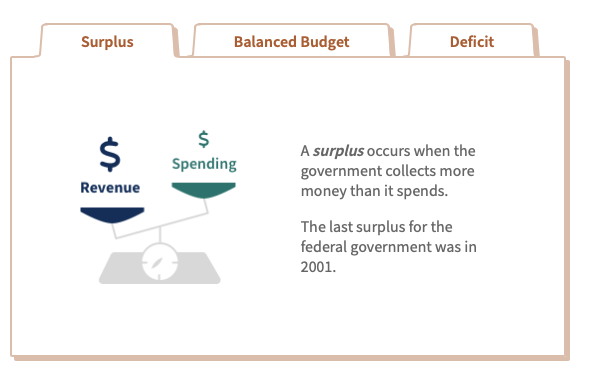 Surplus
Balanced Budget
Deficit
$
Revenue
$
Spending
A surplus occurs when the
government collects more
money than it spends.
The last surplus for the
federal government was in
2001.